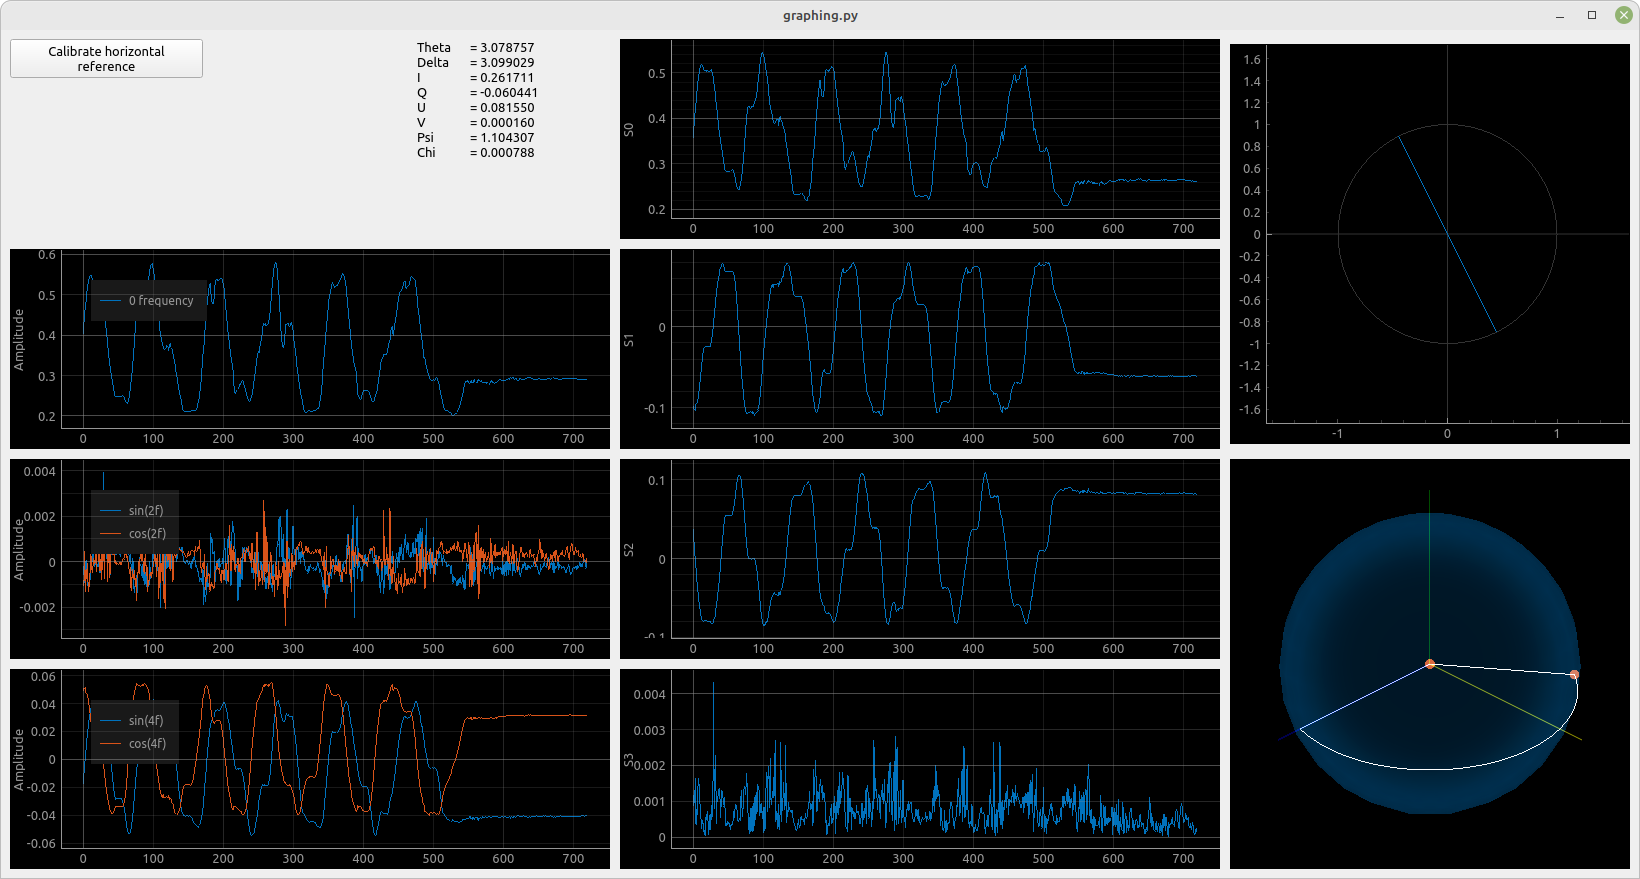 graphing.py
Calibrate horizontal
reference
Theta = 3.078757
Delta = 3.099029
I = 0.261711
Q = -0.060441
U = 0.081550
V = 0.000160
Psi = 1.104307
Chi = 0.000788
S0
0.5
0.4
0.3
0.2
0 100 200 300 400 500 600 700
1.6
1.4
1.2
1
0.8
0.6
0.4
0.2
0
-0.2
-0.4
-0.6
-0.8
-1
-1.2
-1.4
-1.6
-1 0 1
Amplitude
0.6
0.5
0.4
0.3
0.2
0 frequency
0 100 200 300 400 500 600 700
S1
0
-0.1
0 100 200 300 400 500 600 700
Amplitude
0.004
0.002
0
-0.002
sin(2f)
cos(2f)
0 100 200 300 400 500 600 700
S2
0.1
0
-0.1
0 100 200 300 400 500 600 700
Amplitude
0.06
0.04
0.02
0
-0.02
-0.04
-0.06
sin(4f)
cos(4f)
0 100 200 300 400 500 600 700
S3
0.004
0.003
0.002
0.001
0
0 100 200 300 400 500 600 700